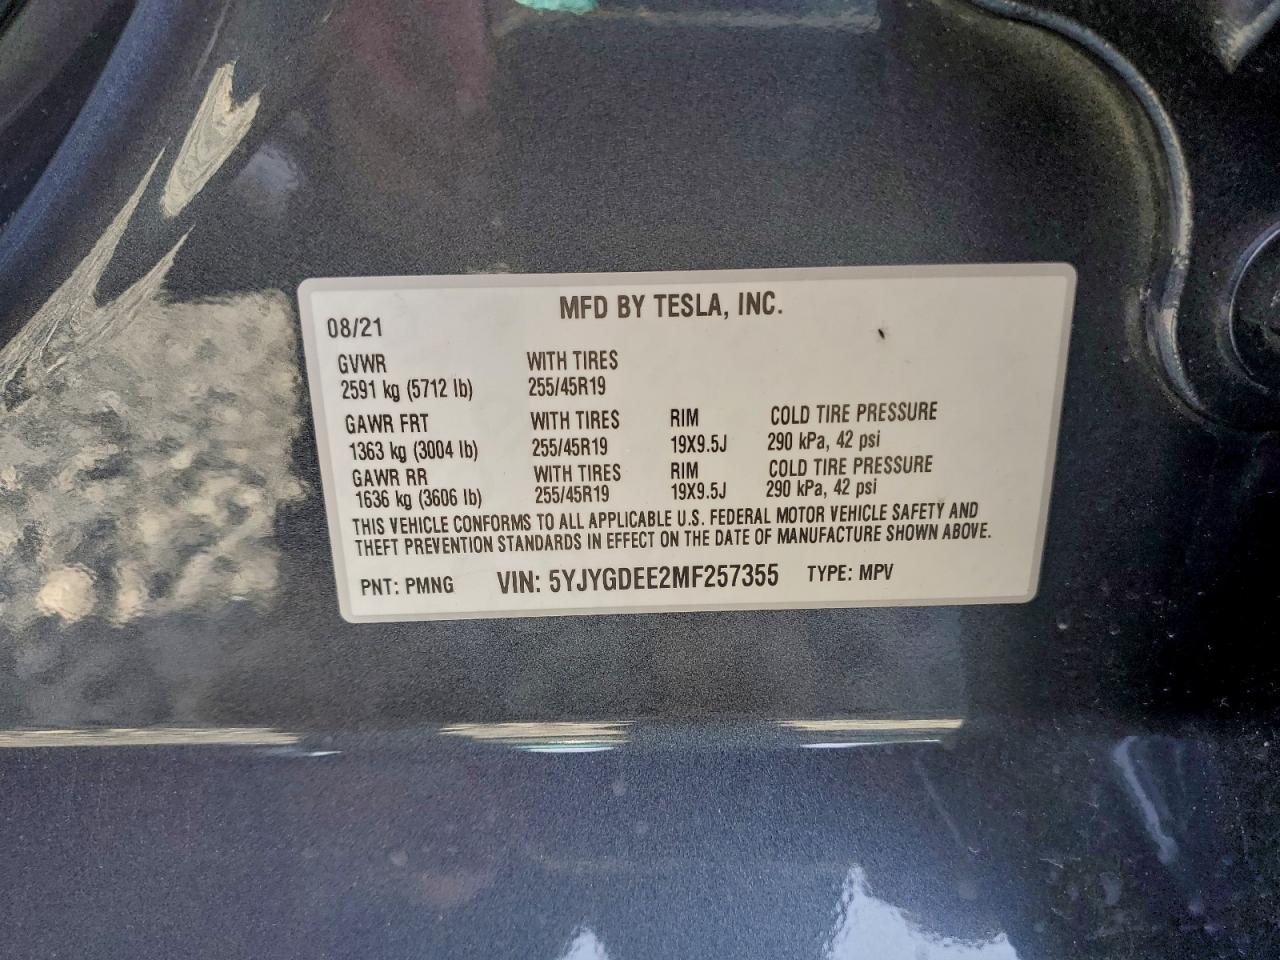 MFD BY TESLA, INC.
08/21
GVWR WITH TIRES
2591 kg (5712 lb) 255/45R19
GAWR FRT WITH TIRES RIM COLD TIRE PRESSURE
1363 kg (3004 lb) 255/45R19 19X9.5J 290 kPa, 42 psi
GAWR RR WITH TIRES RIM COLD TIRE PRESSURE
1636 kg (3606 lb) 255/45R19 19X9.5J 290 kPa, 42 psi
THIS VEHICLE CONFORMS TO ALL APPLICABLE U.S. FEDERAL MOTOR VEHICLE SAFETY AND
THEFT PREVENTION STANDARDS IN EFFECT ON THE DATE OF MANUFACTURE SHOWN ABOVE.
PNT: PMNG VIN: 5YJYGDEE2MF257355 TYPE: MPV